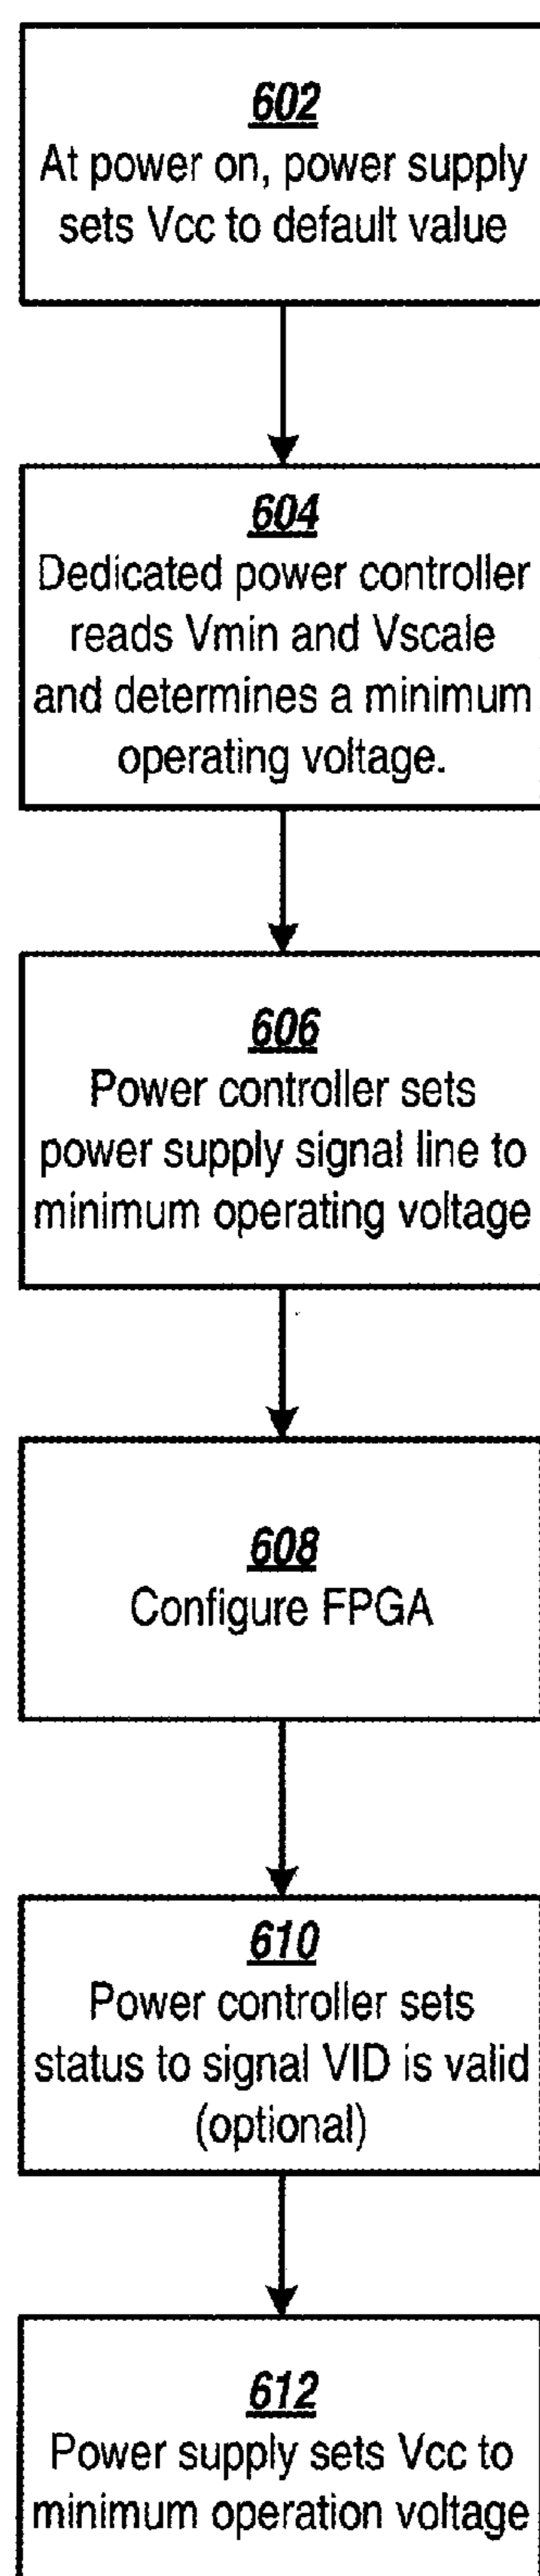 602
At power on, power supply
sets Vcc to default value
604
Dedicated power controller
reads Vmin and Vscale
and determines a minimum
operating voltage.
606
Power controller sets
power supply signal line to
minimum operating voltage
608
Configure FPGA
610
Power controller sets
status to signal VID is valid
(optional)
612
Power supply sets Vcc to
minimum operation voltage